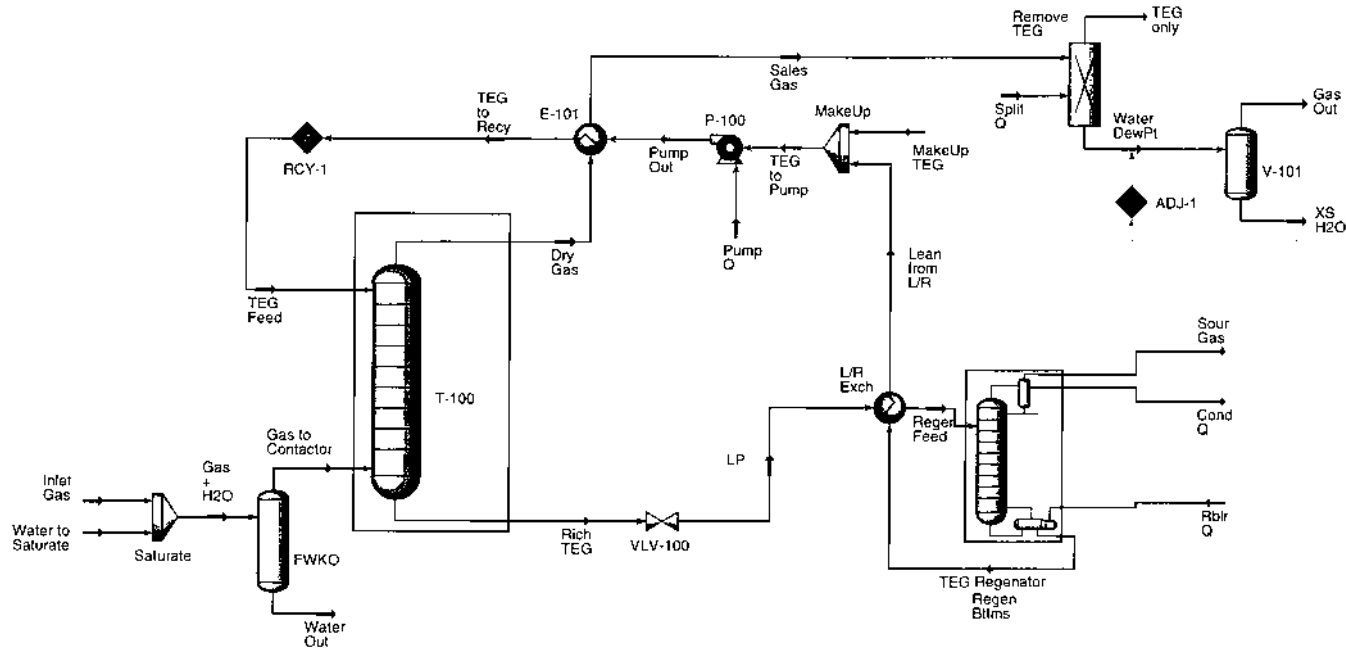 Remove
TEG
TEG
only
Sales
Gas
Split
Q
Gas
Out
Water
DewPt
V-101
ADJ-1
XS
H2O
TEG
to
Recy
E-101
P-100
MakeUp
MakeUp
TEG
RCY-1
Pump
Out
TEG
to
Pump
Pump
Q
Dry
Gas
Lean
from
L/R
TEG
Feed
T-100
L/R
Exch
Regen
Feed
Sour
Gas
Cond
Q
Rblr
Q
Gas to
Contactor
LP
Inlet
Gas
Gas
+
H2O
Water to
Saturate
Saturate
FWKO
Water
Out
Rich
TEG
VLV-100
TEG Regenator
Regen
Bttms